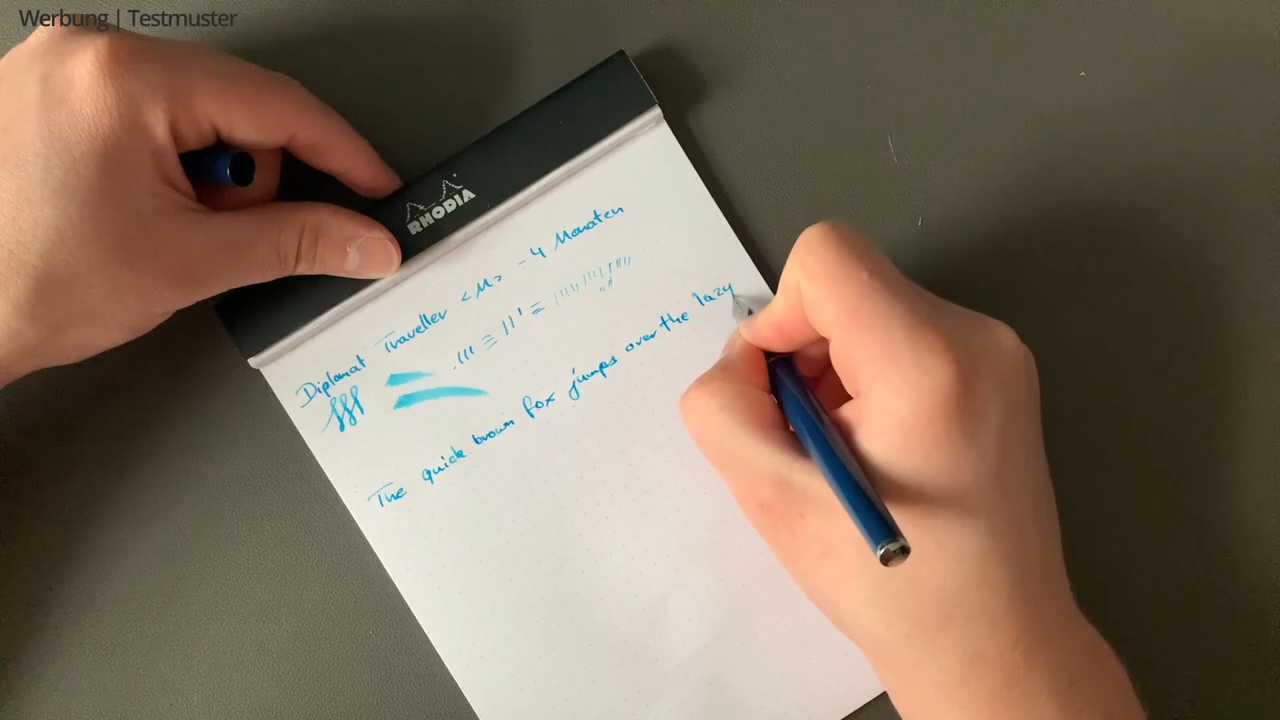 Werbung | Testmuster
RHODIA
Diplomat Traveller <M> - 4 Monaten
The quick brown fox jumps over the lazy